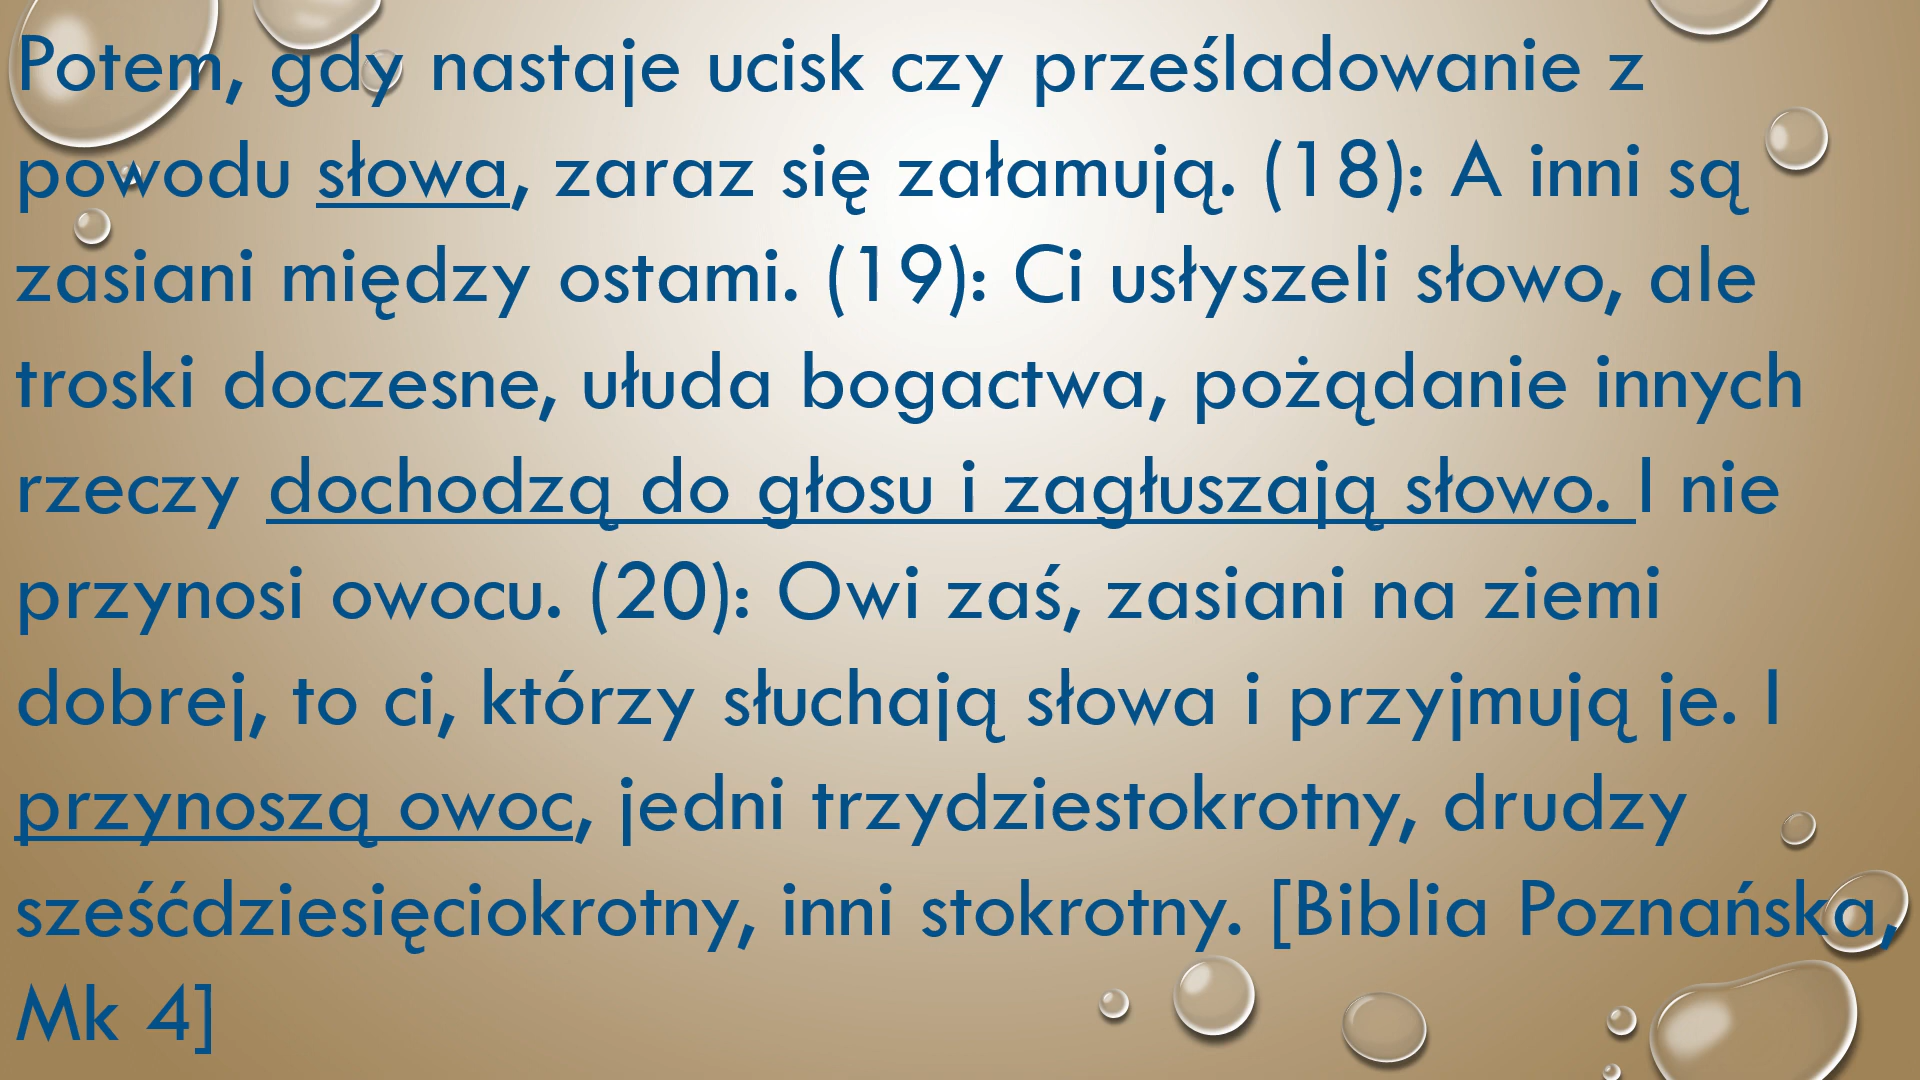 Potem, gdy nastaje ucisk czy prześladowanie z
powodu słowa, zaraz się załamują. (18): A inni są
zasiani między ostami. (19): Ci usłyszeli słowo, ale
troski doczesne, ułuda bogactwa, pożądanie innych
rzeczy dochodzą do głosu i zagłuszają słowo. I nie
przynosi owocu. (20): Owi zaś, zasiani na ziemi
dobrej, to ci, którzy słuchają słowa i przyjmują je. I
przynoszą owoc, jedni trzydziestokrotny, drudzy
sześćdziesięciokrotny, inni stokrotny. [Biblia Poznańska,
Mk 4]